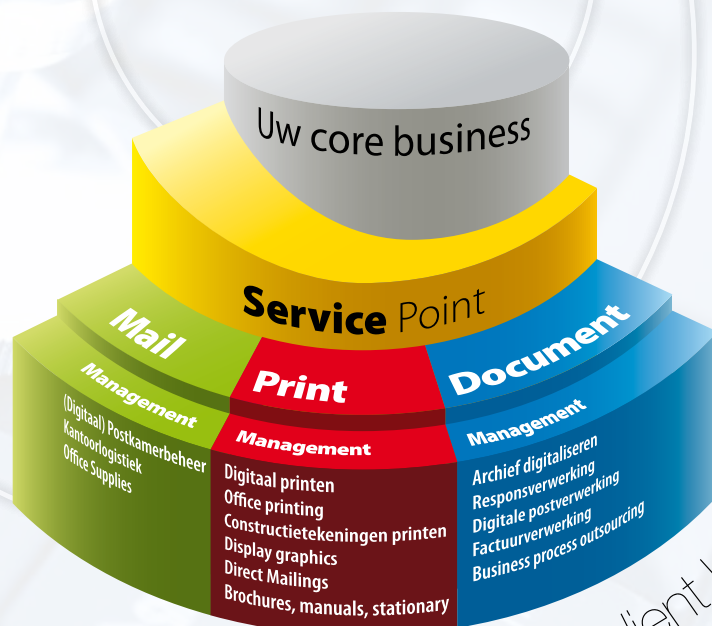 Uw core business
Service Point
Mail
Management
(Digitaal) Postkamerbeheer
Kantoorlogistiek
Office Supplies
Print
Management
Digitaal printen
Office printing
Constructietekeningen printen
Display graphics
Direct Mailings
Brochures, manuals, stationary
Document
Management
Archief digitaliseren
Responsverwerking
Digitale postverwerking
Factuurverwerking
Business process outsourcing